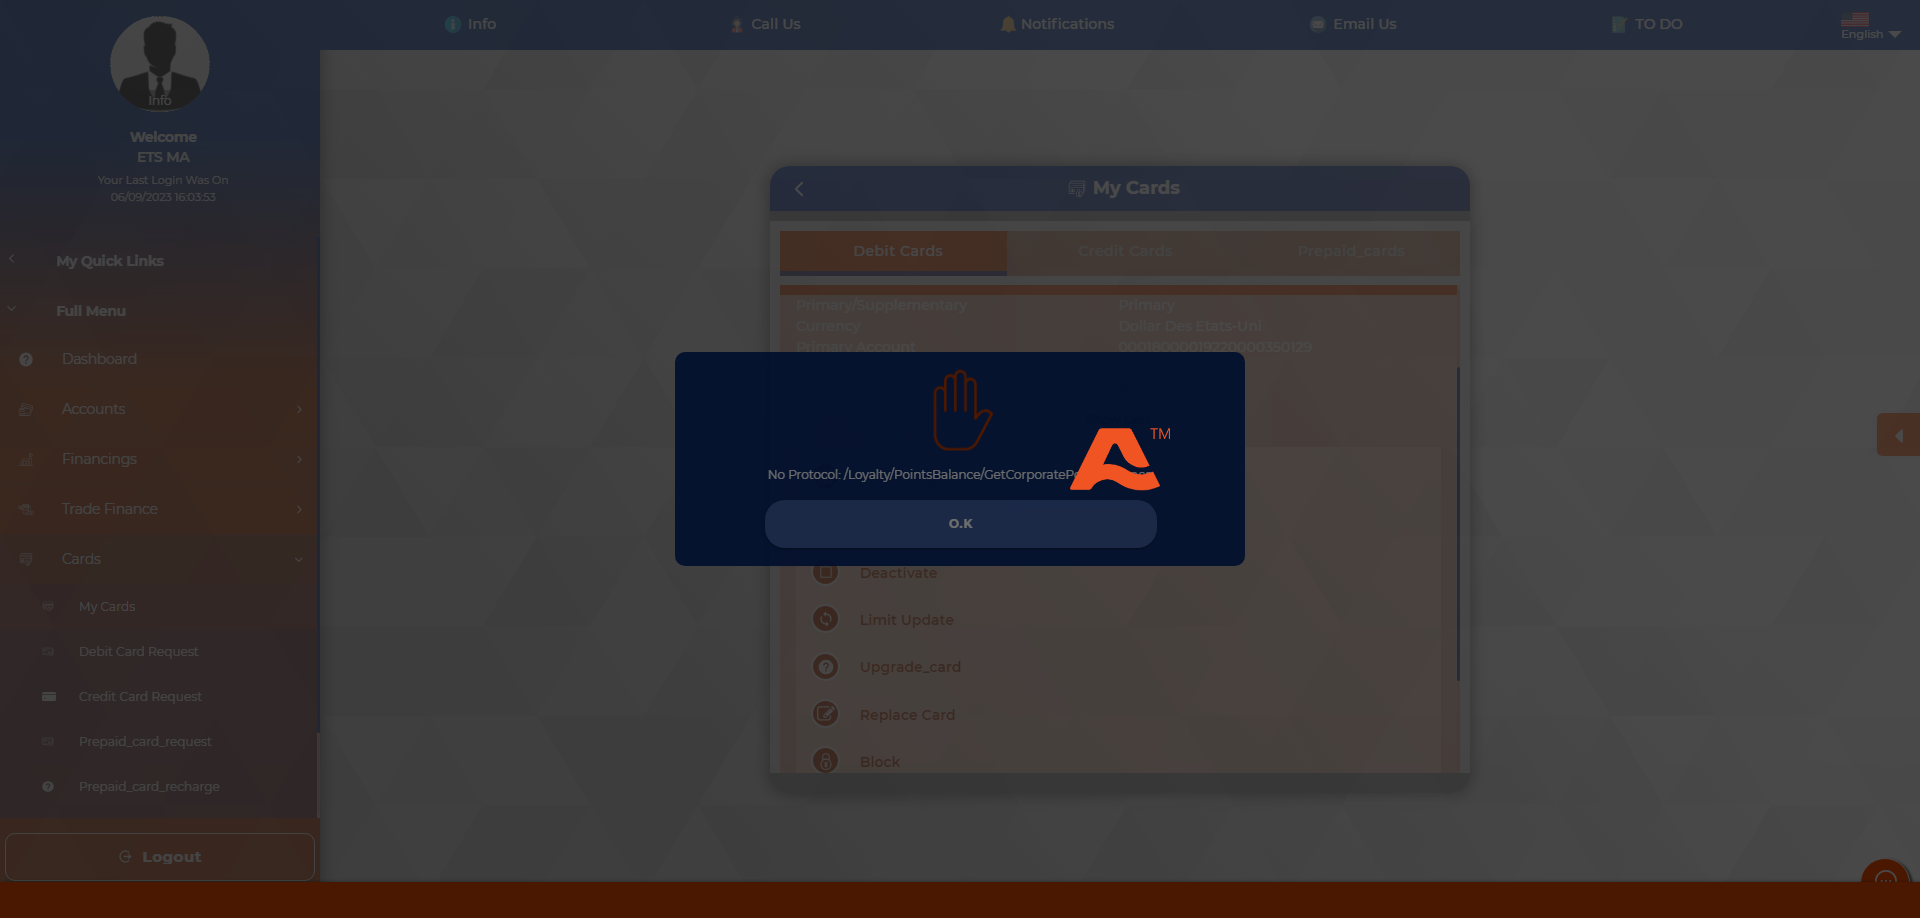 Info
Call Us
Notifications
Email Us
TO DO
English
Info
Welcome
ETS MA
Your Last Login Was On
06/09/2023 16:03:53
My Quick Links
Full Menu
Dashboard
Accounts
Financings
Trade Finance
Cards
My Cards
Debit Card Request
Credit Card Request
Prepaid_card_request
Prepaid_card_recharge
Logout
My Cards
Debit Cards
Credit Cards
Prepaid_cards
Primary/Supplementary Primary
Currency Dollar Des Etats-Uni
Primary Account 00018000019220000350129
TM
No Protocol: /Loyalty/PointsBalance/
O.K
Deactivate
Limit Update
Upgrade_card
Replace Card
Block